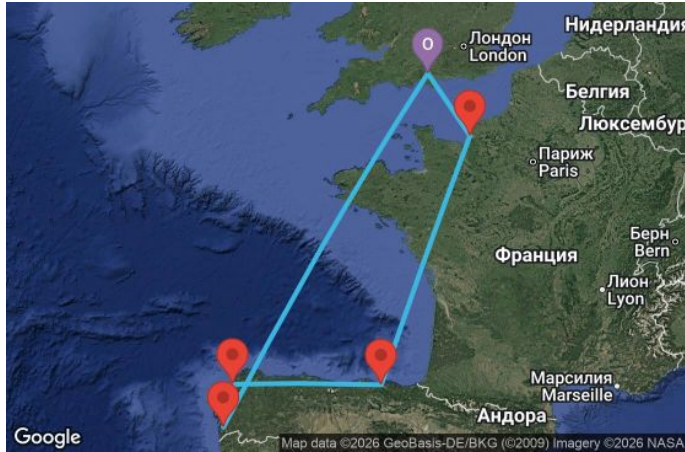 Нидерландия
О
Лондон
London
Белгия
Люксембур
Париж
Paris
Берн
Bern
Франция
Лион
Lyon
Марсилия
Marseille
Андора
Google
Map data ©2026 GeoBasis-DE/BKG (©2009) Imagery ©2026 NASA